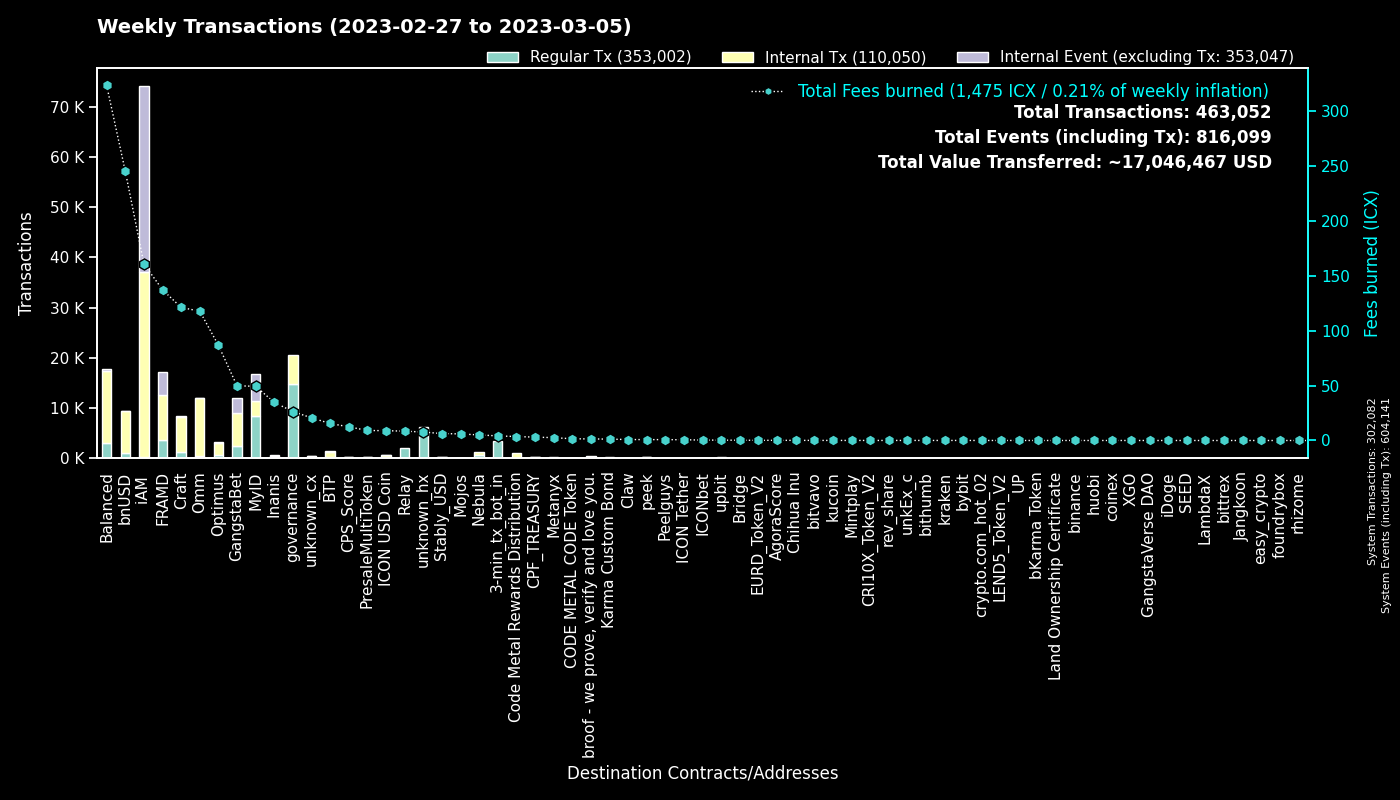 Weekly Transactions (2023-02-27 to 2023-03-05)
Regular Tx (353,002)
Internal Tx (110,050)
Internal Event (excluding Tx: 353,047)
Total Fees burned (1,475 ICX / 0.21% of weekly inflation)
Total Transactions: 463,052
Total Events (including Tx): 816,099
Total Value Transferred: ~17,046,467 USD
Transactions
70 K
60 K
50 K
40 K
30 K
20 K
10 K
0 K
300
250
200
150
100
50
0
Fees burned (ICX)
System Transactions: 302,082
System Events (including Tx): 604,141
Balanced
bnUSD
iAM
FRAMD
Craft
Omm
Optimus
GangstaBet
MyID
Inanis
governance
unknown_cx
BTP
CPS_Score
PresaleMultiToken
ICON USD Coin
Relay
unknown_hx
Stably_USD
Mojos
Nebula
3-min_tx_bot_in
Code Metal Rewards Distribution
CPF_TREASURY
Metanyx
CODE METAL CODE Token
broof - we prove, verify and love you.
Karma Custom Bond
Claw
peek
Peelguys
ICON Tether
ICONbet
upbit
Bridge
EURD_Token_V2
AgoraScore
Chihua Inu
bitvavo
kucoin
Mintplay
CRI10X_Token_V2
rev_share
unkEx_c
bithumb
kraken
bybit
crypto.com_hot_02
LEND5_Token_V2
UP
bKarma Token
Land Ownership Certificate
binance
huobi
coinex
XGO
GangstaVerse DAO
iDoge
SEED
LambdaX
bittrex
Jangkoon
easy_crypto
foundrybox
rhizome
Destination Contracts/Addresses